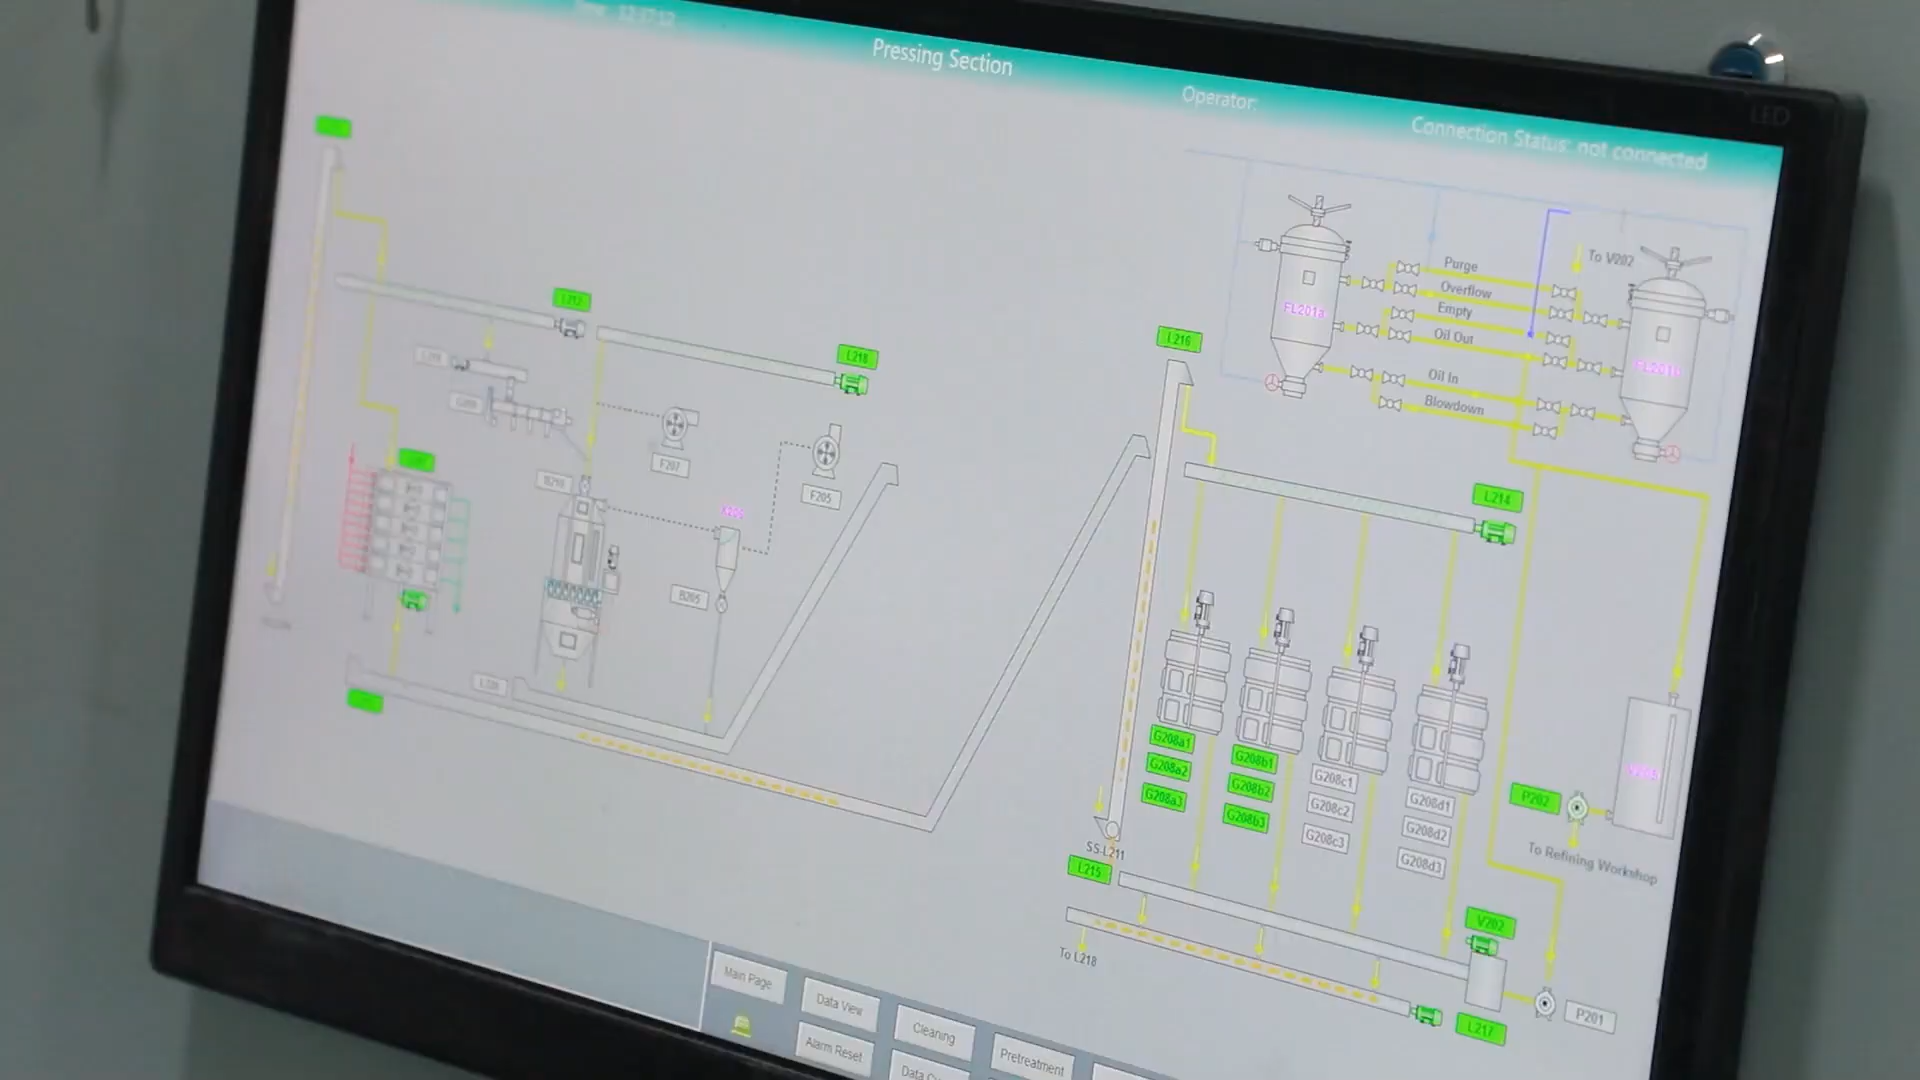 Pressing Section
Operator:
Connection Status: not connected
LED
L212
L218
F207
F205
B205
L216
FL201a
Purge
Overflow
Empty
Oil Out
Oil In
Blowdown
To V202
FL201b
L214
G208a1
G208a2
G208a3
G208b1
G208b2
G208b3
G208c1
G208c2
G208c3
G208d1
G208d2
G208d3
P202
To Refining Workshop
SS-L211
L215
To L218
V202
L217
P201
Main Page
Data View
Alarm Reset
Cleaning
Pretreatment